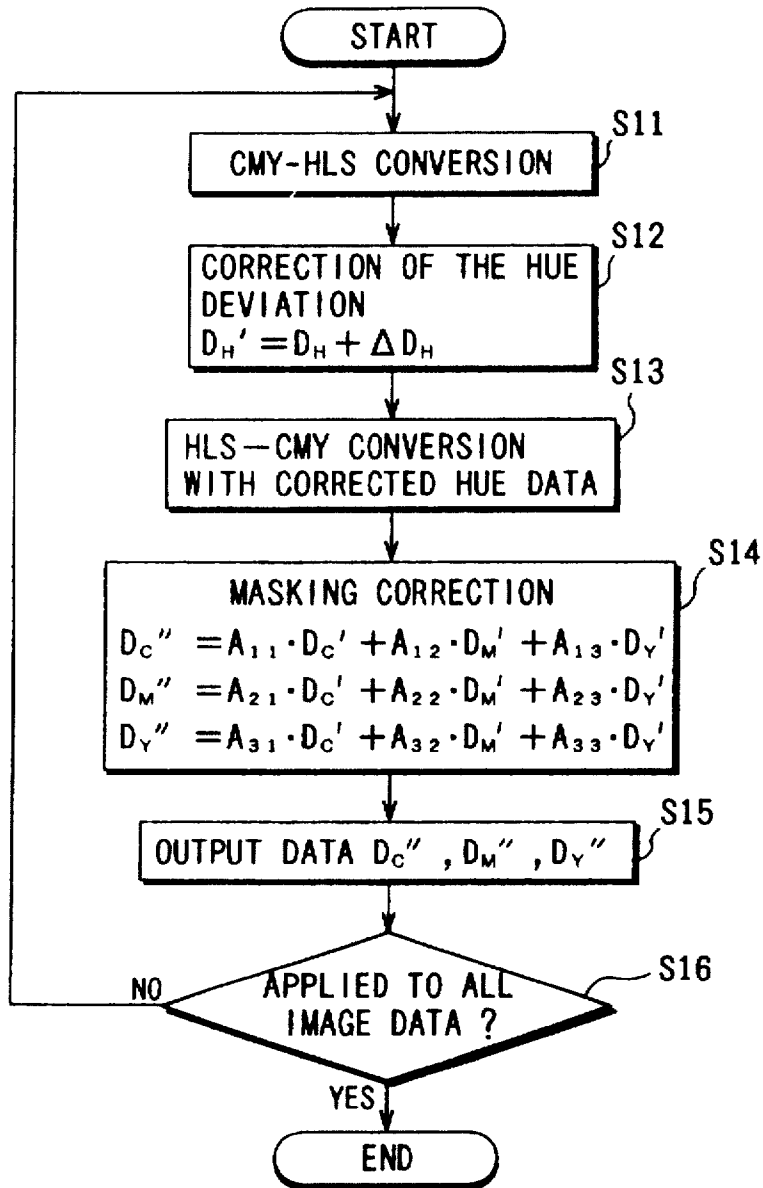 START
S11
CMY-HLS CONVERSION
S12
CORRECTION OF THE HUE
DEVIATION
D_H' = D_H + Δ D_H
S13
HLS—CMY CONVERSION
WITH CORRECTED HUE DATA
S14
MASKING CORRECTION
D_C'' = A_11 · D_C' + A_12 · D_M' + A_13 · D_Y'
D_M'' = A_21 · D_C' + A_22 · D_M' + A_23 · D_Y'
D_Y'' = A_31 · D_C' + A_32 · D_M' + A_33 · D_Y'
S15
OUTPUT DATA D_C'' , D_M'' , D_Y''
S16
NO
APPLIED TO ALL
IMAGE DATA ?
YES
END